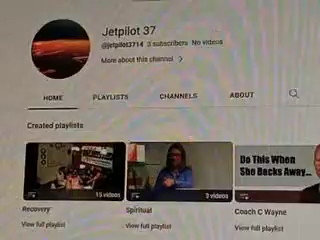 Jetpilot 37
@jetpilot3714 3 subscribers No videos
More about this channel >
HOME PLAYLISTS CHANNELS ABOUT
Created playlists
15 videos
3 videos
Do This When
She Backs Away...
Recovery
Spiritual
Coach C Wayne
View full playlist
View full playlist
View full playlist